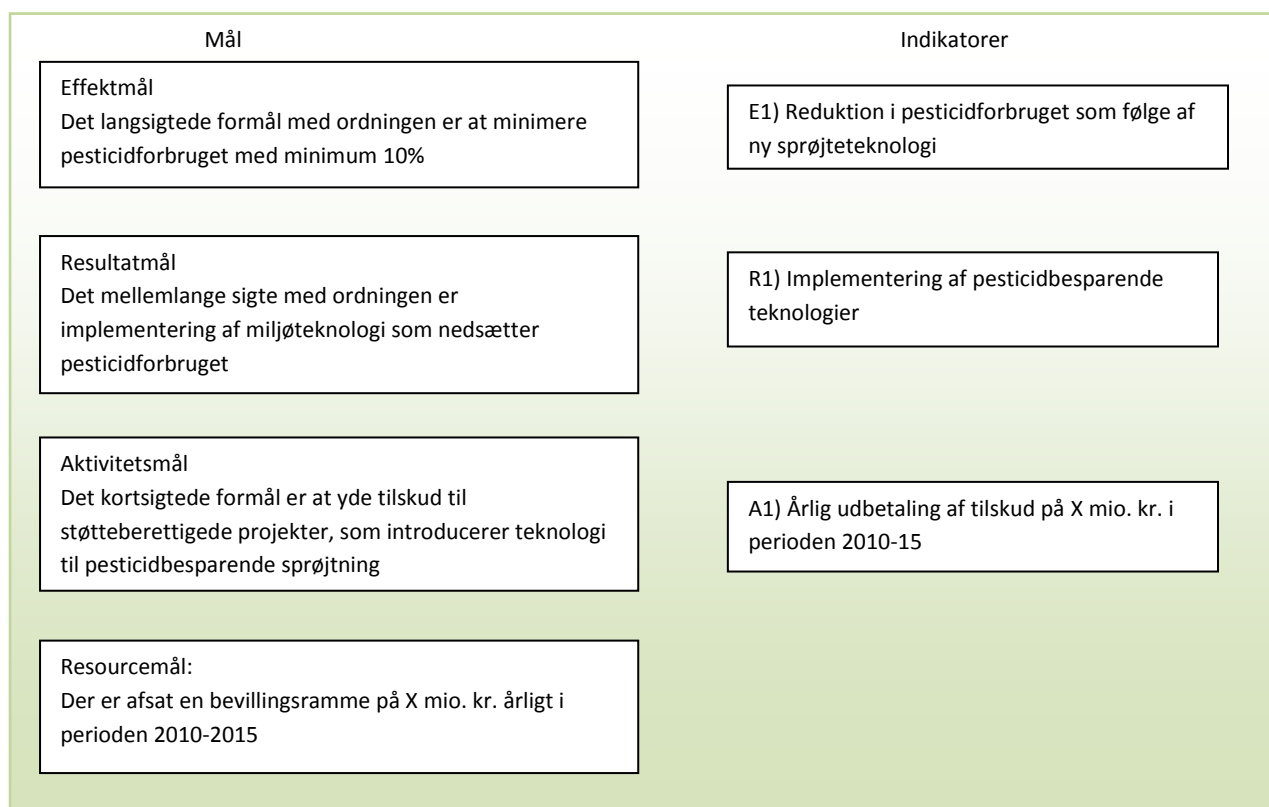 Mål
Indikatorer
Effektmål
Det langsigtede formål med ordningen er at minimere
pesticidforbruget med minimum 10%
E1) Reduktion i pesticidforbruget som følge af
ny sprøjteteknologi
Resultatmål
Det mellemlange sigte med ordningen er
implementering af miljøteknologi som nedsætter
pesticidforbruget
R1) Implementering af pesticidbesparende
teknologier
Aktivitetsmål
Det kortsigtede formål er at yde tilskud til
støtteberettigede projekter, som introducerer teknologi
til pesticidbesparende sprøjtning
A1) Årlig udbetaling af tilskud på X mio. kr. i
perioden 2010-15
Resourcemål:
Der er afsat en bevillingsramme på X mio. kr. årligt i
perioden 2010-2015